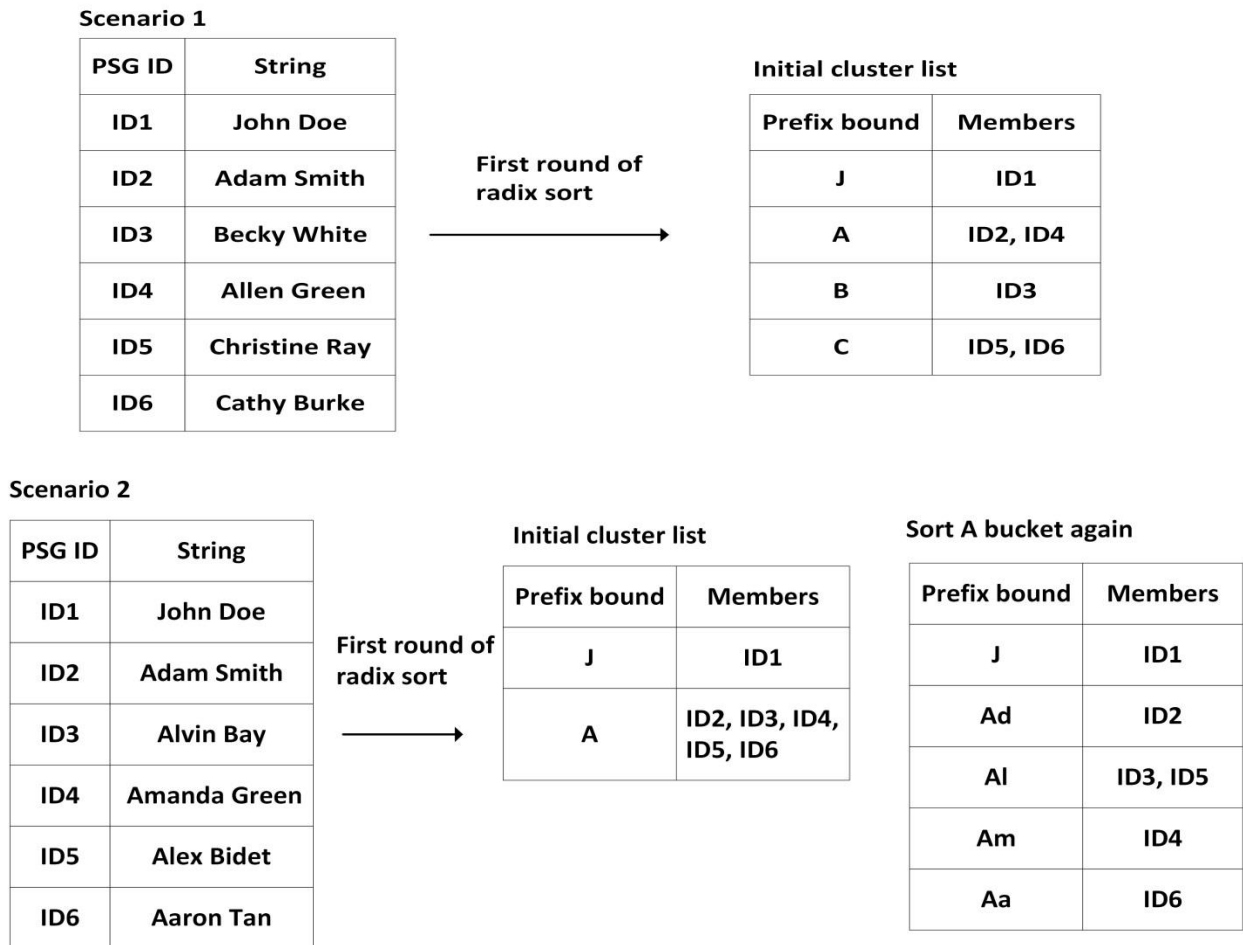 Scenario 1
PSG ID String
ID1 John Doe
ID2 Adam Smith
ID3 Becky White
ID4 Allen Green
ID5 Christine Ray
ID6 Cathy Burke
First round of
radix sort
Initial cluster list
Prefix bound Members
J ID1
A ID2, ID4
B ID3
C ID5, ID6
Scenario 2
PSG ID String
ID1 John Doe
ID2 Adam Smith
ID3 Alvin Bay
ID4 Amanda Green
ID5 Alex Bidet
ID6 Aaron Tan
First round of
radix sort
Initial cluster list
Prefix bound Members
J ID1
A ID2, ID3, ID4,
ID5, ID6
Sort A bucket again
Prefix bound Members
J ID1
Ad ID2
Al ID3, ID5
Am ID4
Aa ID6